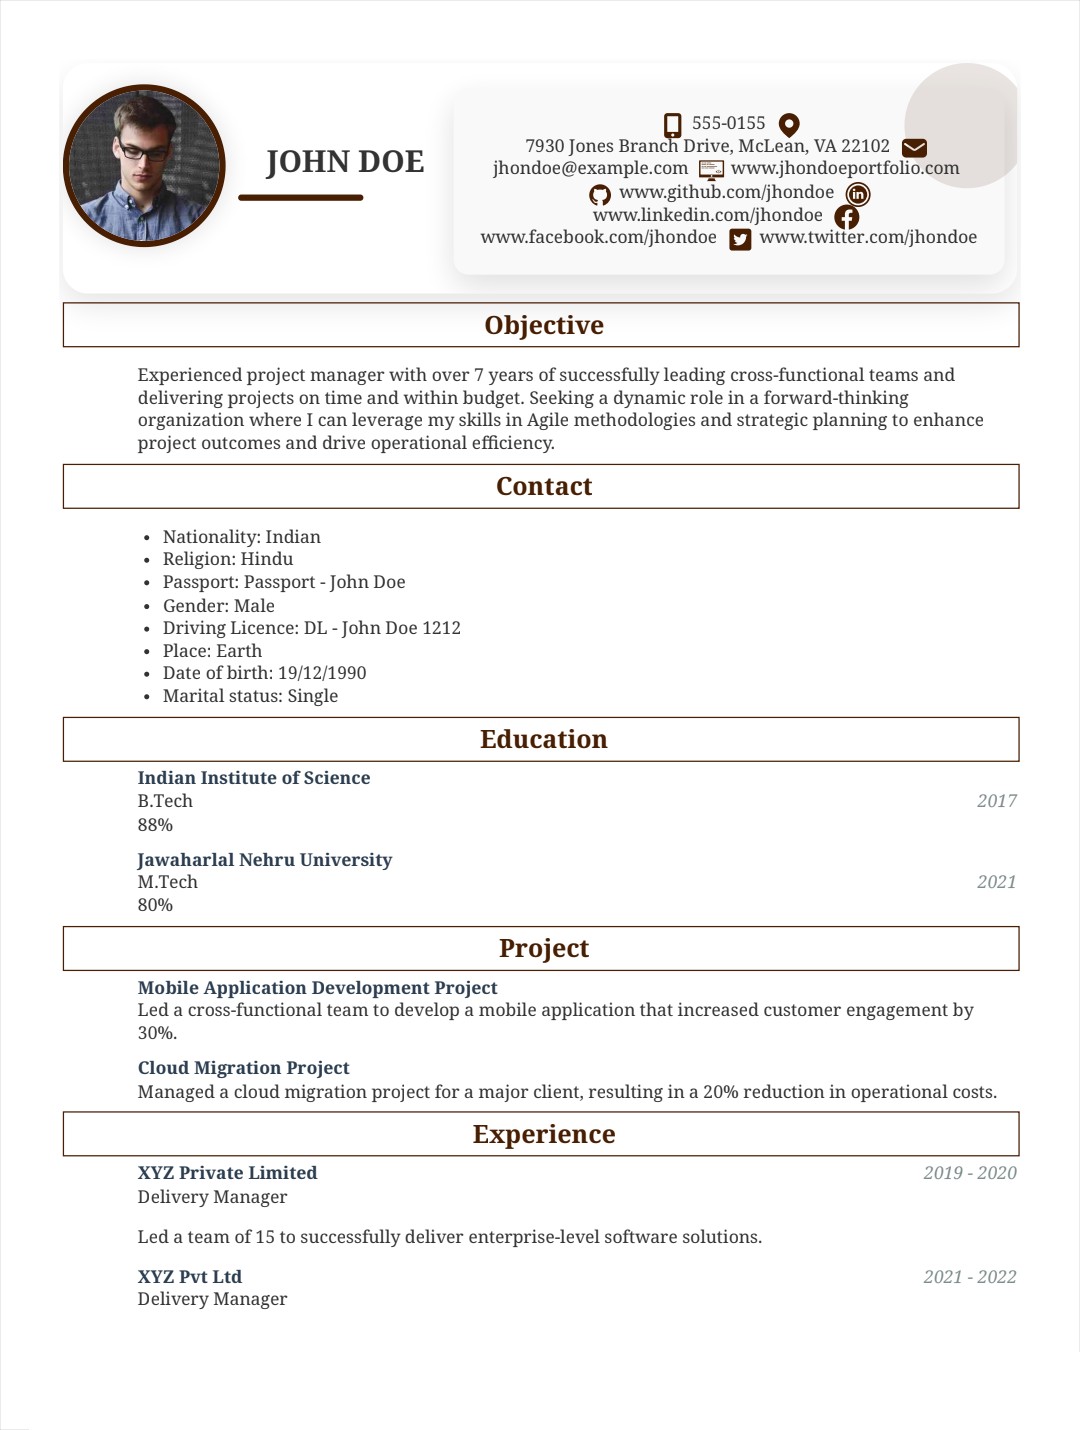 JOHN DOE
555-0155
7930 Jones Branch Drive, McLean, VA 22102
jhondoe@example.com www.jhondoeportfolio.com
www.github.com/jhondoe
www.linkedin.com/jhondoe
www.facebook.com/jhondoe www.twitter.com/jhondoe
Objective
Experienced project manager with over 7 years of successfully leading cross-functional teams and
delivering projects on time and within budget. Seeking a dynamic role in a forward-thinking
organization where I can leverage my skills in Agile methodologies and strategic planning to enhance
project outcomes and drive operational efficiency.
Contact
• Nationality: Indian
• Religion: Hindu
• Passport: Passport - John Doe
• Gender: Male
• Driving Licence: DL - John Doe 1212
• Place: Earth
• Date of birth: 19/12/1990
• Marital status: Single
Education
Indian Institute of Science
B.Tech 2017
88%
Jawaharlal Nehru University
M.Tech 2021
80%
Project
Mobile Application Development Project
Led a cross-functional team to develop a mobile application that increased customer engagement by
30%.
Cloud Migration Project
Managed a cloud migration project for a major client, resulting in a 20% reduction in operational costs.
Experience
XYZ Private Limited 2019 - 2020
Delivery Manager
Led a team of 15 to successfully deliver enterprise-level software solutions.
XYZ Pvt Ltd 2021 - 2022
Delivery Manager